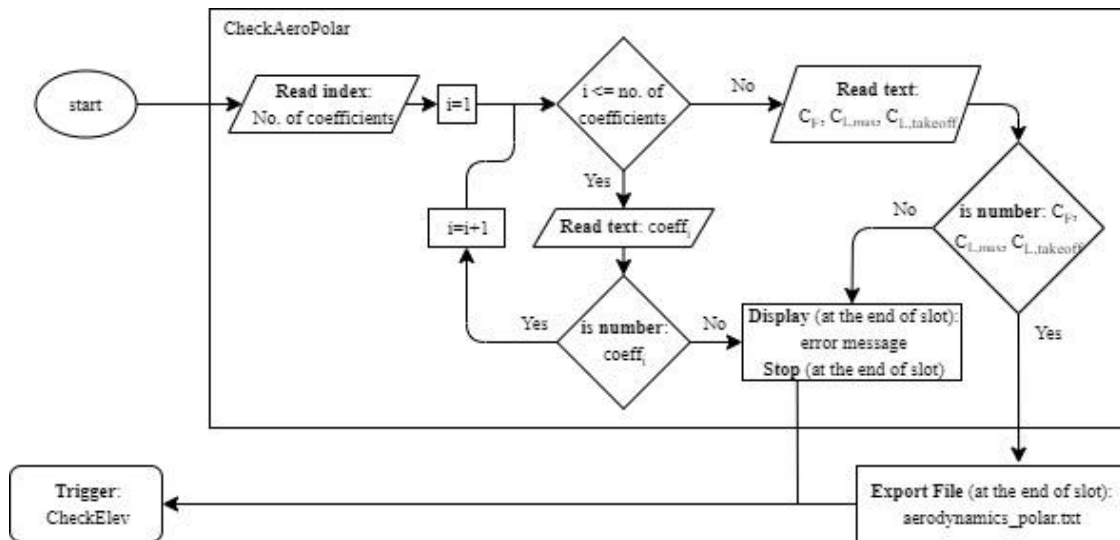 CheckAeroPolar
start
Read index:
No. of coefficients
i=1
i <= no. of
coefficients
No
Read text:
C_F, C_L,max, C_L,takeoff
Yes
i=i+1
Read text: coeff_i
No
is number: C_F,
C_L,max, C_L,takeoff
Yes
is number:
coeff_i
No
Display (at the end of slot):
error message
Stop (at the end of slot)
Yes
Trigger:
CheckElev
Export File (at the end of slot):
aerodynamics_polar.txt